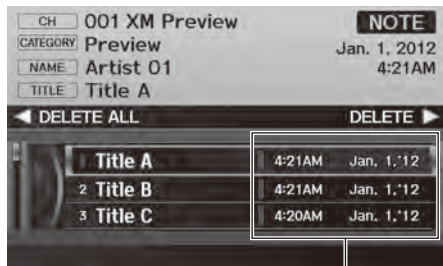 CH 001 XM Preview NOTE
CATEGORY Preview Jan. 1, 2012
NAME Artist 01 4:21AM
TITLE Title A
◀ DELETE ALL DELETE ▶
1 Title A 4:21AM Jan. 1,'12
2 Title B 4:21AM Jan. 1,'12
3 Title C 4:20AM Jan. 1,'12